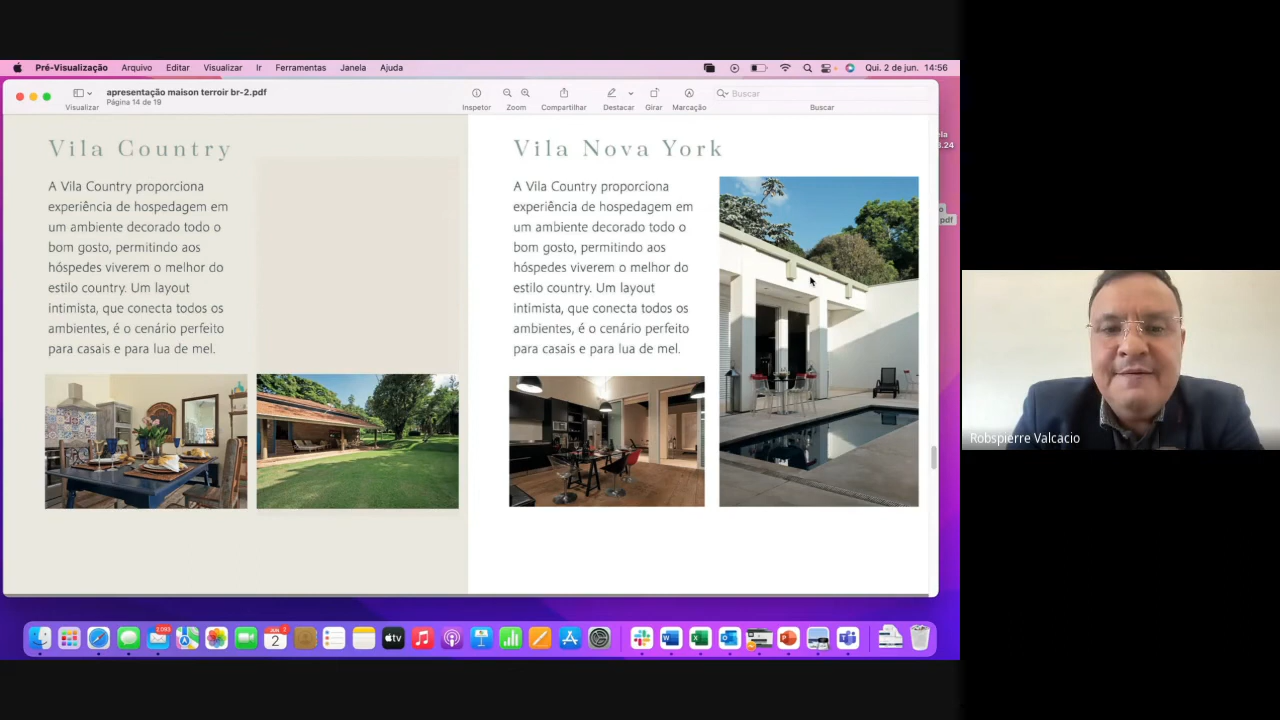 Pré-Visualização Arquivo Editar Visualizar Ir Ferramentas Janela Ajuda Qui. 2 de jun. 14:56
apresentação maison terroir br-2.pdf
Página 14 de 19
Visualizar Inspetor Zoom Compartilhar Destacar Girar Marcação Buscar
Buscar
Vila Country
A Vila Country proporciona
experiência de hospedagem em
um ambiente decorado todo o
bom gosto, permitindo aos
hóspedes viverem o melhor do
estilo country. Um layout
intimista, que conecta todos os
ambientes, é o cenário perfeito
para casais e para lua de mel.
Vila Nova York
A Vila Country proporciona
experiência de hospedagem em
um ambiente decorado todo o
bom gosto, permitindo aos
hóspedes viverem o melhor do
estilo country. Um layout
intimista, que conecta todos os
ambientes, é o cenário perfeito
para casais e para lua de mel.
Robspierre Valcacio
2
tv